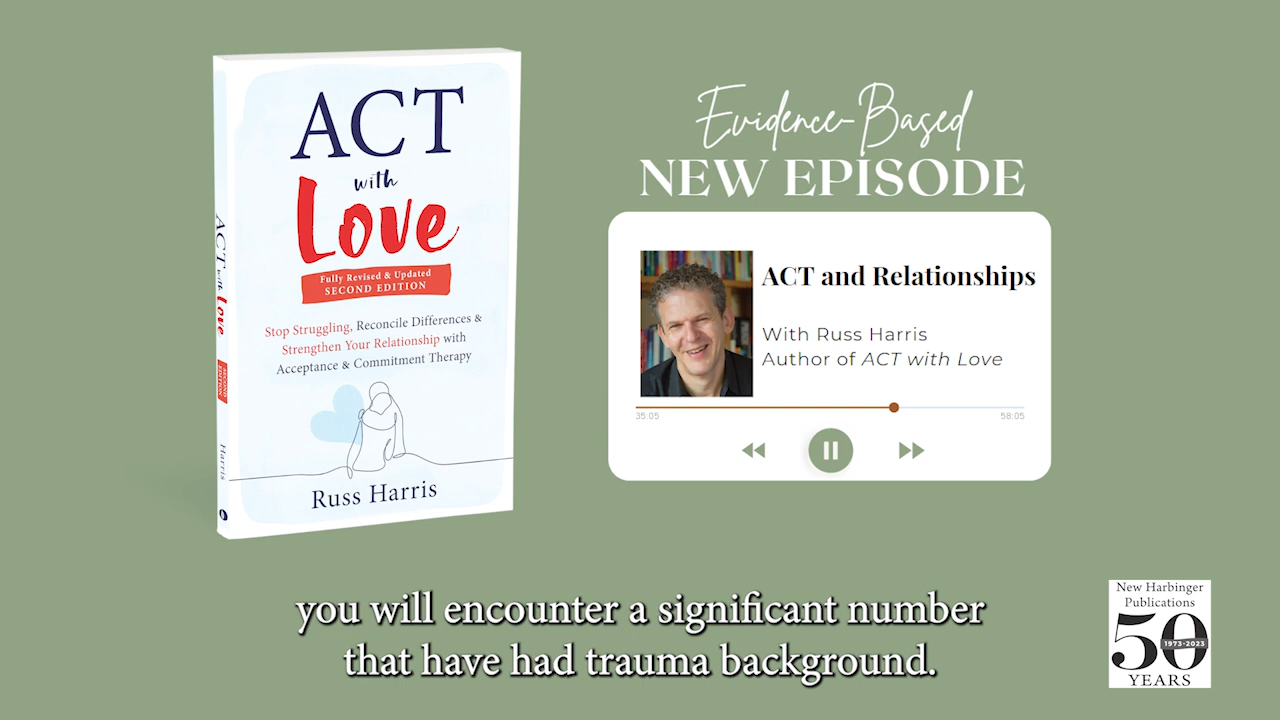 ACT
with
Love
Fully Revised & Updated
SECOND EDITION
Stop Struggling, Reconcile Differences &
Strengthen Your Relationship with
Acceptance & Commitment Therapy
Russ Harris
ACT with Love
SECOND EDITION
Harris
Evidence-Based
NEW EPISODE
ACT and Relationships
With Russ Harris
Author of ACT with Love
35:05
58:05
you will encounter a significant number
that have had trauma background.
New Harbinger
Publications
50
1973-2023
YEARS